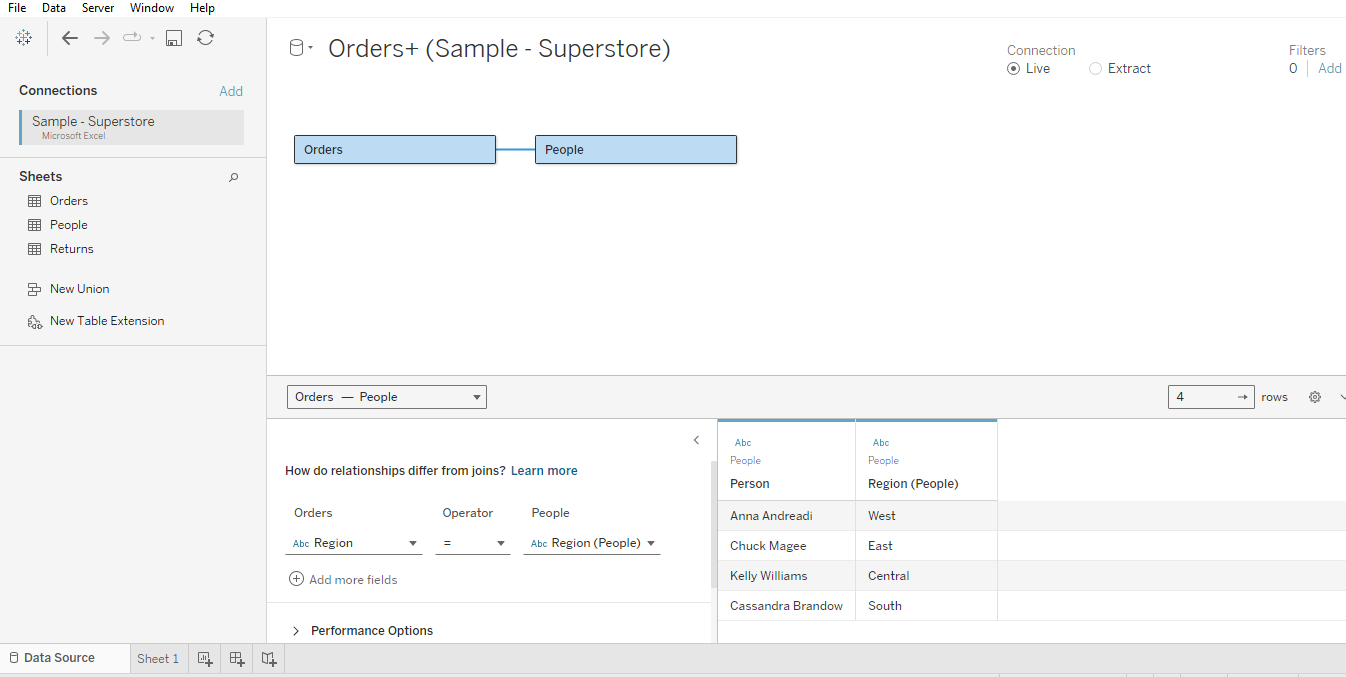 File Data Server Window Help
Orders+ (Sample - Superstore)
Connection
Live Extract
Filters
0 Add
Connections Add
Sample - Superstore
Microsoft Excel
Sheets
Orders
People
Returns
New Union
New Table Extension
Orders People
Orders — People
4 → rows
How do relationships differ from joins? Learn more
Orders Operator People
Abc Region = Abc Region (People)
Add more fields
Performance Options
Abc Abc
People People
Person Region (People)
Anna Andreadi West
Chuck Magee East
Kelly Williams Central
Cassandra Brandow South
Data Source Sheet 1